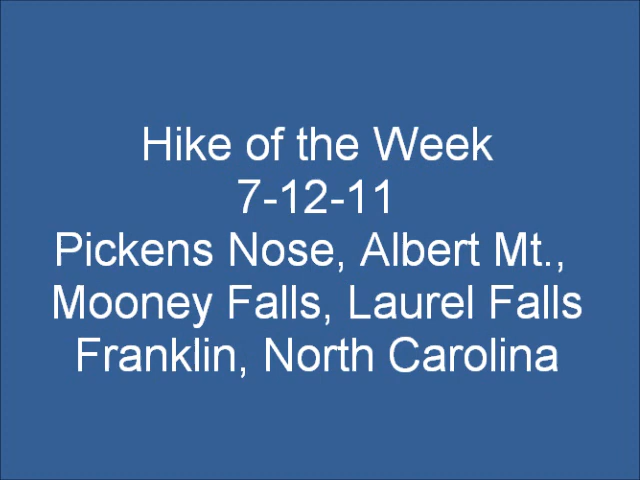 Hike of the Week
7-12-11
Pickens Nose, Albert Mt.,
Mooney Falls, Laurel Falls
Franklin, North Carolina